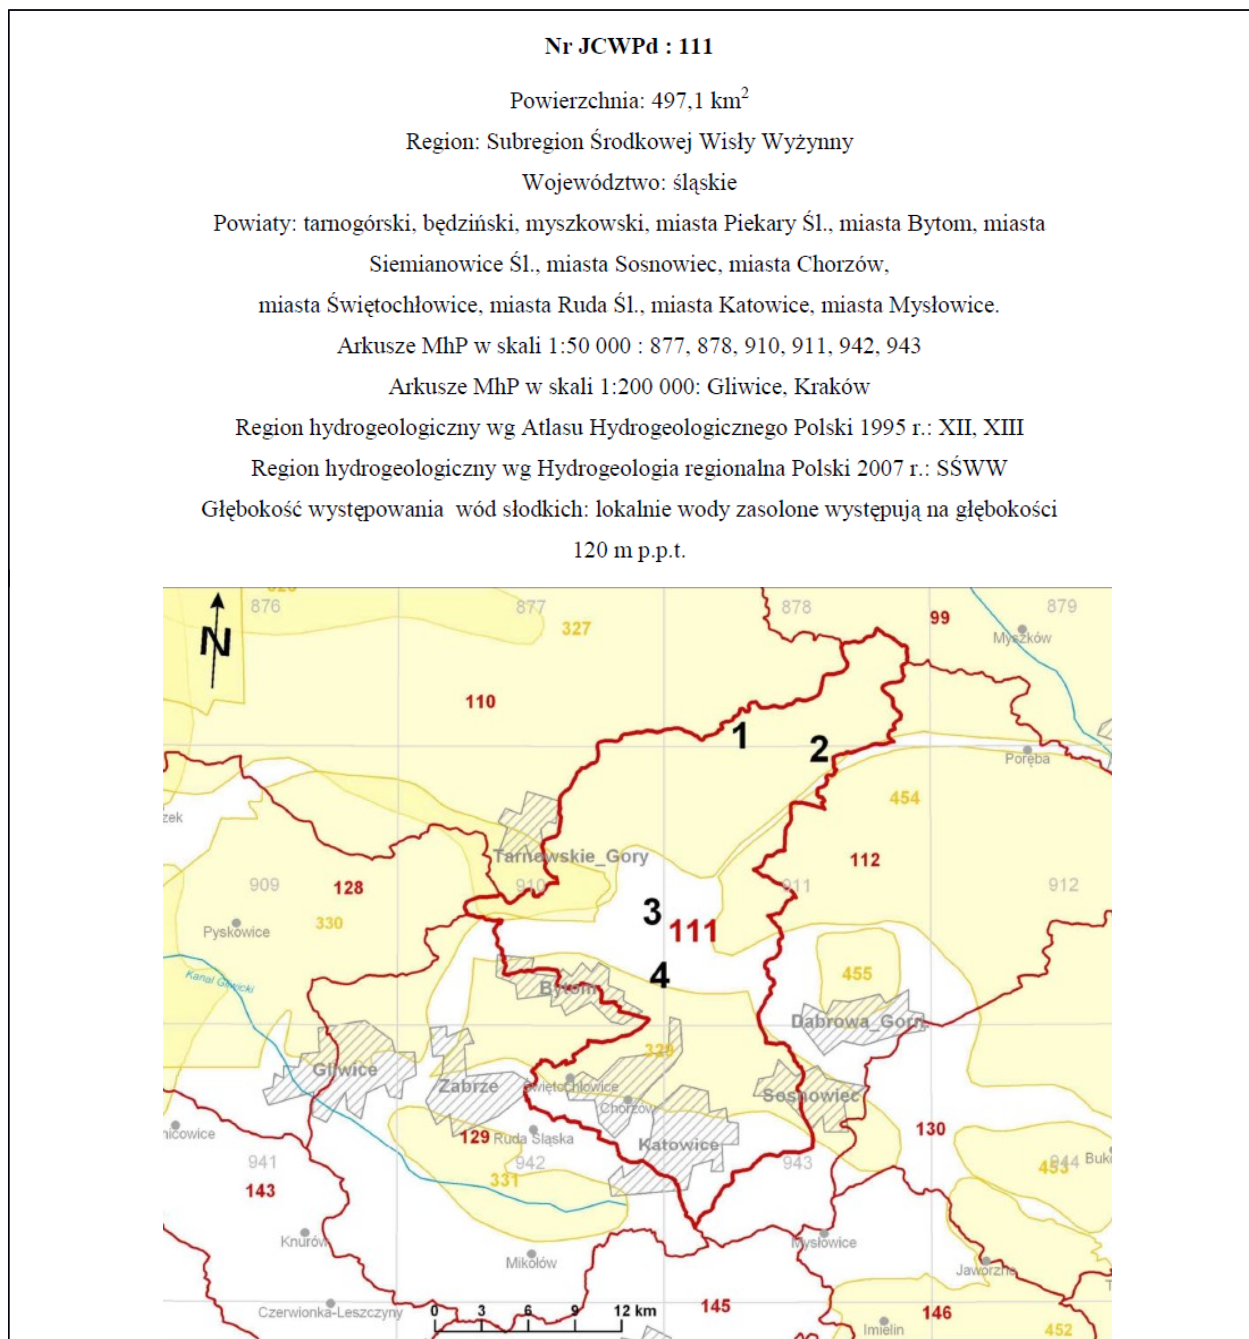 Nr JCWPd : 111
Powierzchnia: 497,1 km²
Region: Subregion Środkowej Wisły Wyżynny
Województwo: śląskie
Powiaty: tarnogórski, będziński, myszkowski, miasta Piekary Śl., miasta Bytom, miasta
Siemianowice Śl., miasta Sosnowiec, miasta Chorzów,
miasta Świętochłowice, miasta Ruda Śl., miasta Katowice, miasta Mysłowice.
Arkusze MhP w skali 1:50 000 : 877, 878, 910, 911, 942, 943
Arkusze MhP w skali 1:200 000: Gliwice, Kraków
Region hydrogeologiczny wg Atlasu Hydrogeologicznego Polski 1995 r.: XII, XIII
Region hydrogeologiczny wg Hydrogeologia regionalna Polski 2007 r.: SŚWW
Głębokość występowania wód słodkich: lokalnie wody zasolone występują na głębokości
120 m p.p.t.
876 877 878 879
327 99
N
Myszków
110
1 2
Poręba
454
zek
Tarnowskie_Gory
112
909 128 910 911 912
330
3
Pyskowice
111
455
4
Kanał Gliwicki
Bytom
Dąbrowa_Gorn.
329
Gliwice
Zabrze Świętochłowice Sosnowiec
Chorzów
nicowice
129 Ruda Śląska Katowice 130
941 942 943 944
453
Buk
143 331
Knurów
Mysłowice
Mikołów
Jaworzno
Czerwionka-Leszczyny
0 3 6 9 12 km
145 146
Imielin
452